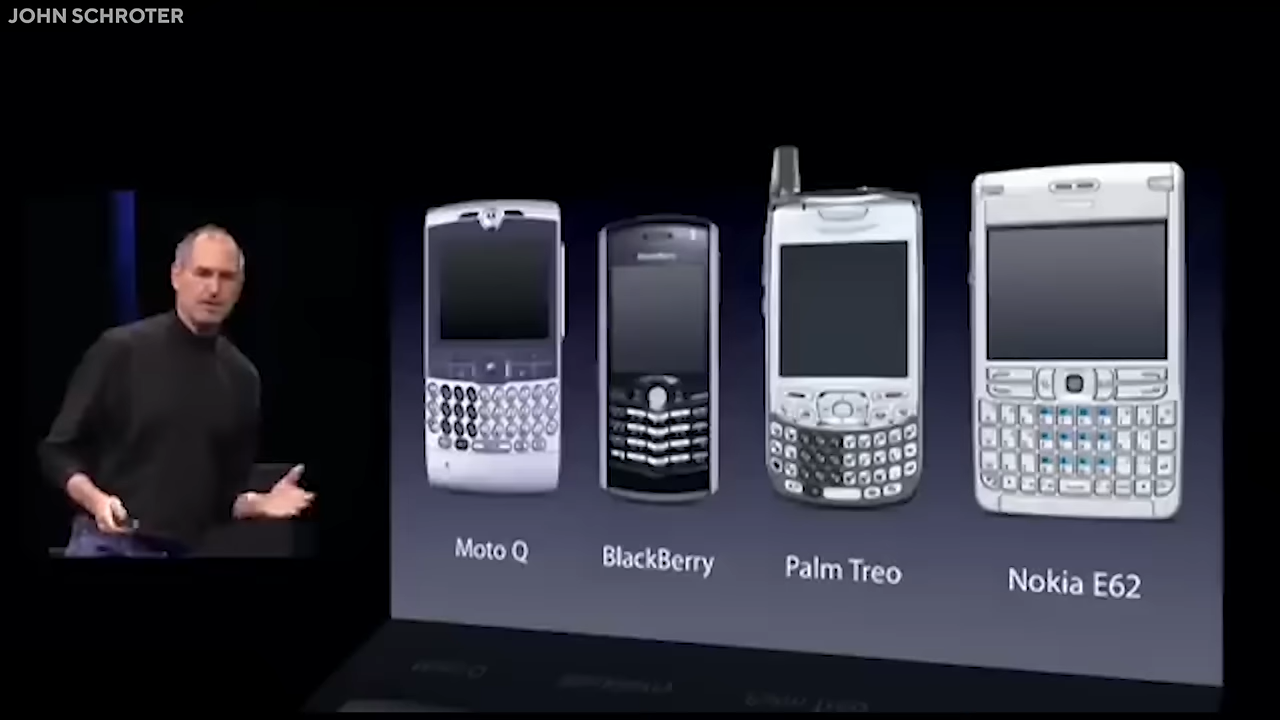 JOHN SCHROTER
Moto Q
BlackBerry
Palm Treo
Nokia E62